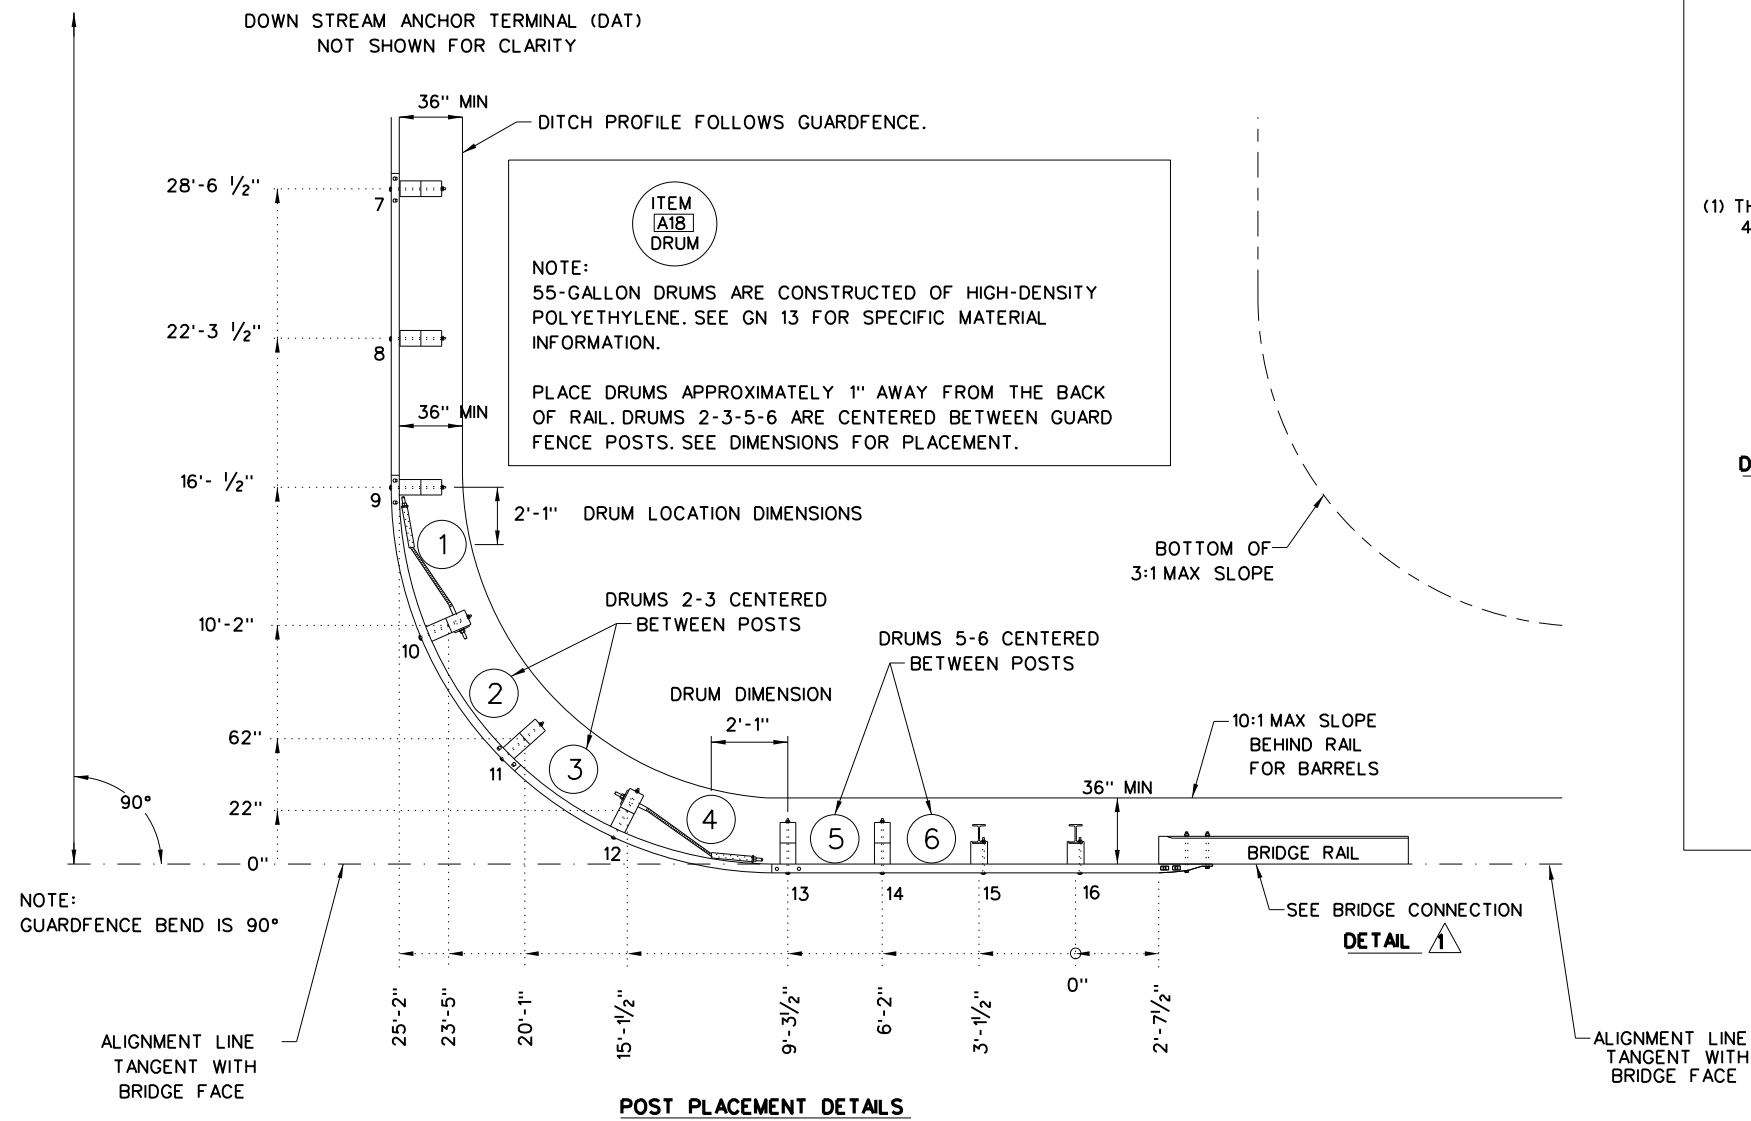 DOWN STREAM ANCHOR TERMINAL (DAT)
NOT SHOWN FOR CLARITY
36" MIN
DITCH PROFILE FOLLOWS GUARDFENCE.
28'-6 1/2"
7
ITEM
A18
DRUM
NOTE:
55-GALLON DRUMS ARE CONSTRUCTED OF HIGH-DENSITY
POLYETHYLENE. SEE GN 13 FOR SPECIFIC MATERIAL
INFORMATION.
PLACE DRUMS APPROXIMATELY 1" AWAY FROM THE BACK
OF RAIL. DRUMS 2-3-5-6 ARE CENTERED BETWEEN GUARD
FENCE POSTS. SEE DIMENSIONS FOR PLACEMENT.
(1) TH
4
22'-3 1/2"
8
36" MIN
D
16'- 1/2"
9
2'-1" DRUM LOCATION DIMENSIONS
1
BOTTOM OF
3:1 MAX SLOPE
DRUMS 2-3 CENTERED
BETWEEN POSTS
10'-2"
10
DRUMS 5-6 CENTERED
BETWEEN POSTS
2
DRUM DIMENSION
2'-1"
10:1 MAX SLOPE
BEHIND RAIL
FOR BARRELS
62"
11
3
36" MIN
90°
22"
4
5
6
12
0"
BRIDGE RAIL
13
14
15
16
NOTE:
GUARDFENCE BEND IS 90°
SEE BRIDGE CONNECTION
DETAIL 1
25'-2"
23'-5"
20'-1"
15'-1 1/2"
9'-3 1/2"
6'-2"
3'-1 1/2"
0"
2'-7 1/2"
ALIGNMENT LINE
TANGENT WITH
BRIDGE FACE
ALIGNMENT LINE
TANGENT WITH
BRIDGE FACE
POST PLACEMENT DETAILS